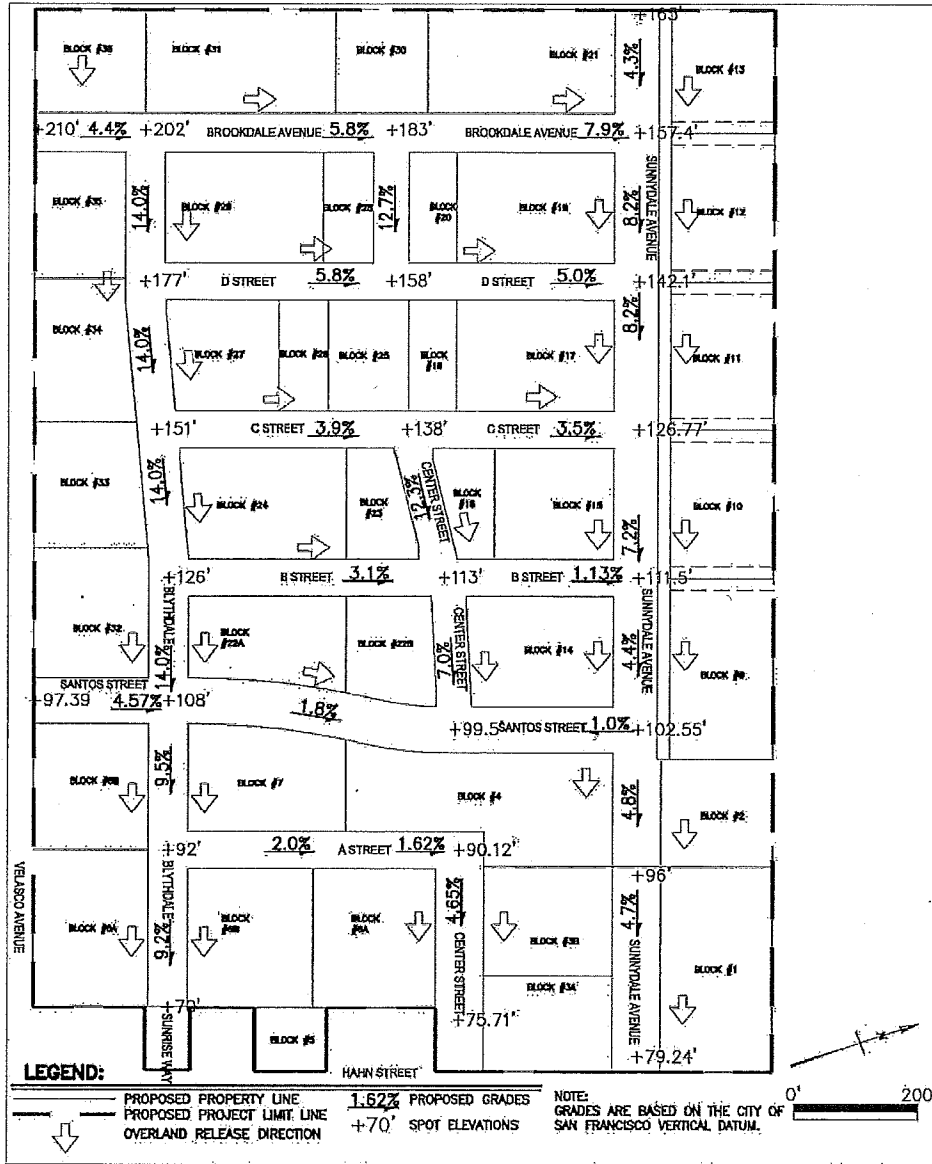 +163'
BLOCK #36
BLOCK #31
BLOCK #30
BLOCK #21
4.3%
BLOCK #13
+210' 4.4% +202' BROOKDALE AVENUE 5.8% +183' BROOKDALE AVENUE 7.9% +157.4'
BLOCK #35
14.0%
BLOCK #20
BLOCK #19
12.7%
8.2%
SUNNYDALE AVENUE
BLOCK #12
+177' D STREET 5.8% +158' D STREET 5.0% +142.1'
BLOCK #34
14.0%
BLOCK #27
BLOCK #26
BLOCK #25
BLOCK #18
BLOCK #17
8.2%
BLOCK #11
+151' C STREET 3.9% +138' C STREET 3.5% +126.77'
BLOCK #33
14.0%
BLOCK #24
BLOCK #23
12.3%
CENTER STREET
BLOCK #16
BLOCK #15
7.2%
BLOCK #10
+126' B STREET 3.1% +113' B STREET 1.13% +111.5'
BLOCK #32
BLYTHDALE
14.0%
BLOCK #22A
BLOCK #22B
CENTER STREET
7.0%
BLOCK #14
4.4%
SUNNYDALE AVENUE
BLOCK #9
SANTOS STREET
+97.39 4.57% +108'
1.8%
+99.5 SANTOS STREET 1.0% +102.55'
9.5%
BLOCK #7
BLOCK #4
4.8%
BLOCK #2
+92' 2.0% A STREET 1.62% +90.12'
+96'
VELASCO AVENUE
BLYTHDALE
9.2%
BLOCK #6A
4.65%
CENTER STREET
BLOCK #3B
BLOCK #3A
4.7%
SUNNYDALE AVENUE
BLOCK #1
+70'
SUNRISE WAY
BLOCK #5
+75.71'
+79.24'
HAHN STREET
LEGEND:
PROPOSED PROPERTY LINE
PROPOSED PROJECT LIMIT LINE
OVERLAND RELEASE DIRECTION
1.62% PROPOSED GRADES
+70' SPOT ELEVATIONS
NOTE:
GRADES ARE BASED ON THE CITY OF
SAN FRANCISCO VERTICAL DATUM.
0' 200